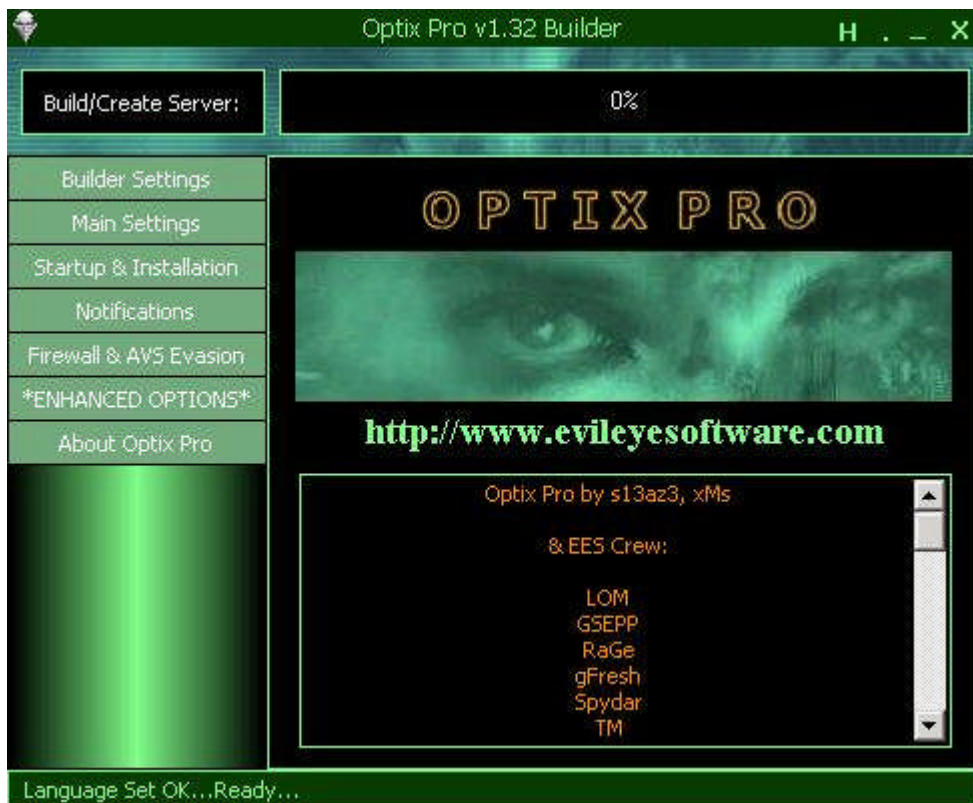 Optix Pro v1.32 Builder
H . _ X
Build/Create Server:
0%
Builder Settings
Main Settings
Startup & Installation
Notifications
Firewall & AVS Evasion
*ENHANCED OPTIONS*
About Optix Pro
OPTIX PRO
http://www.evileyesoftware.com
Optix Pro by s13az3, xMs
& EES Crew:
LOM
GSEPP
RaGe
gFresh
Spydar
TM
Language Set OK...Ready...